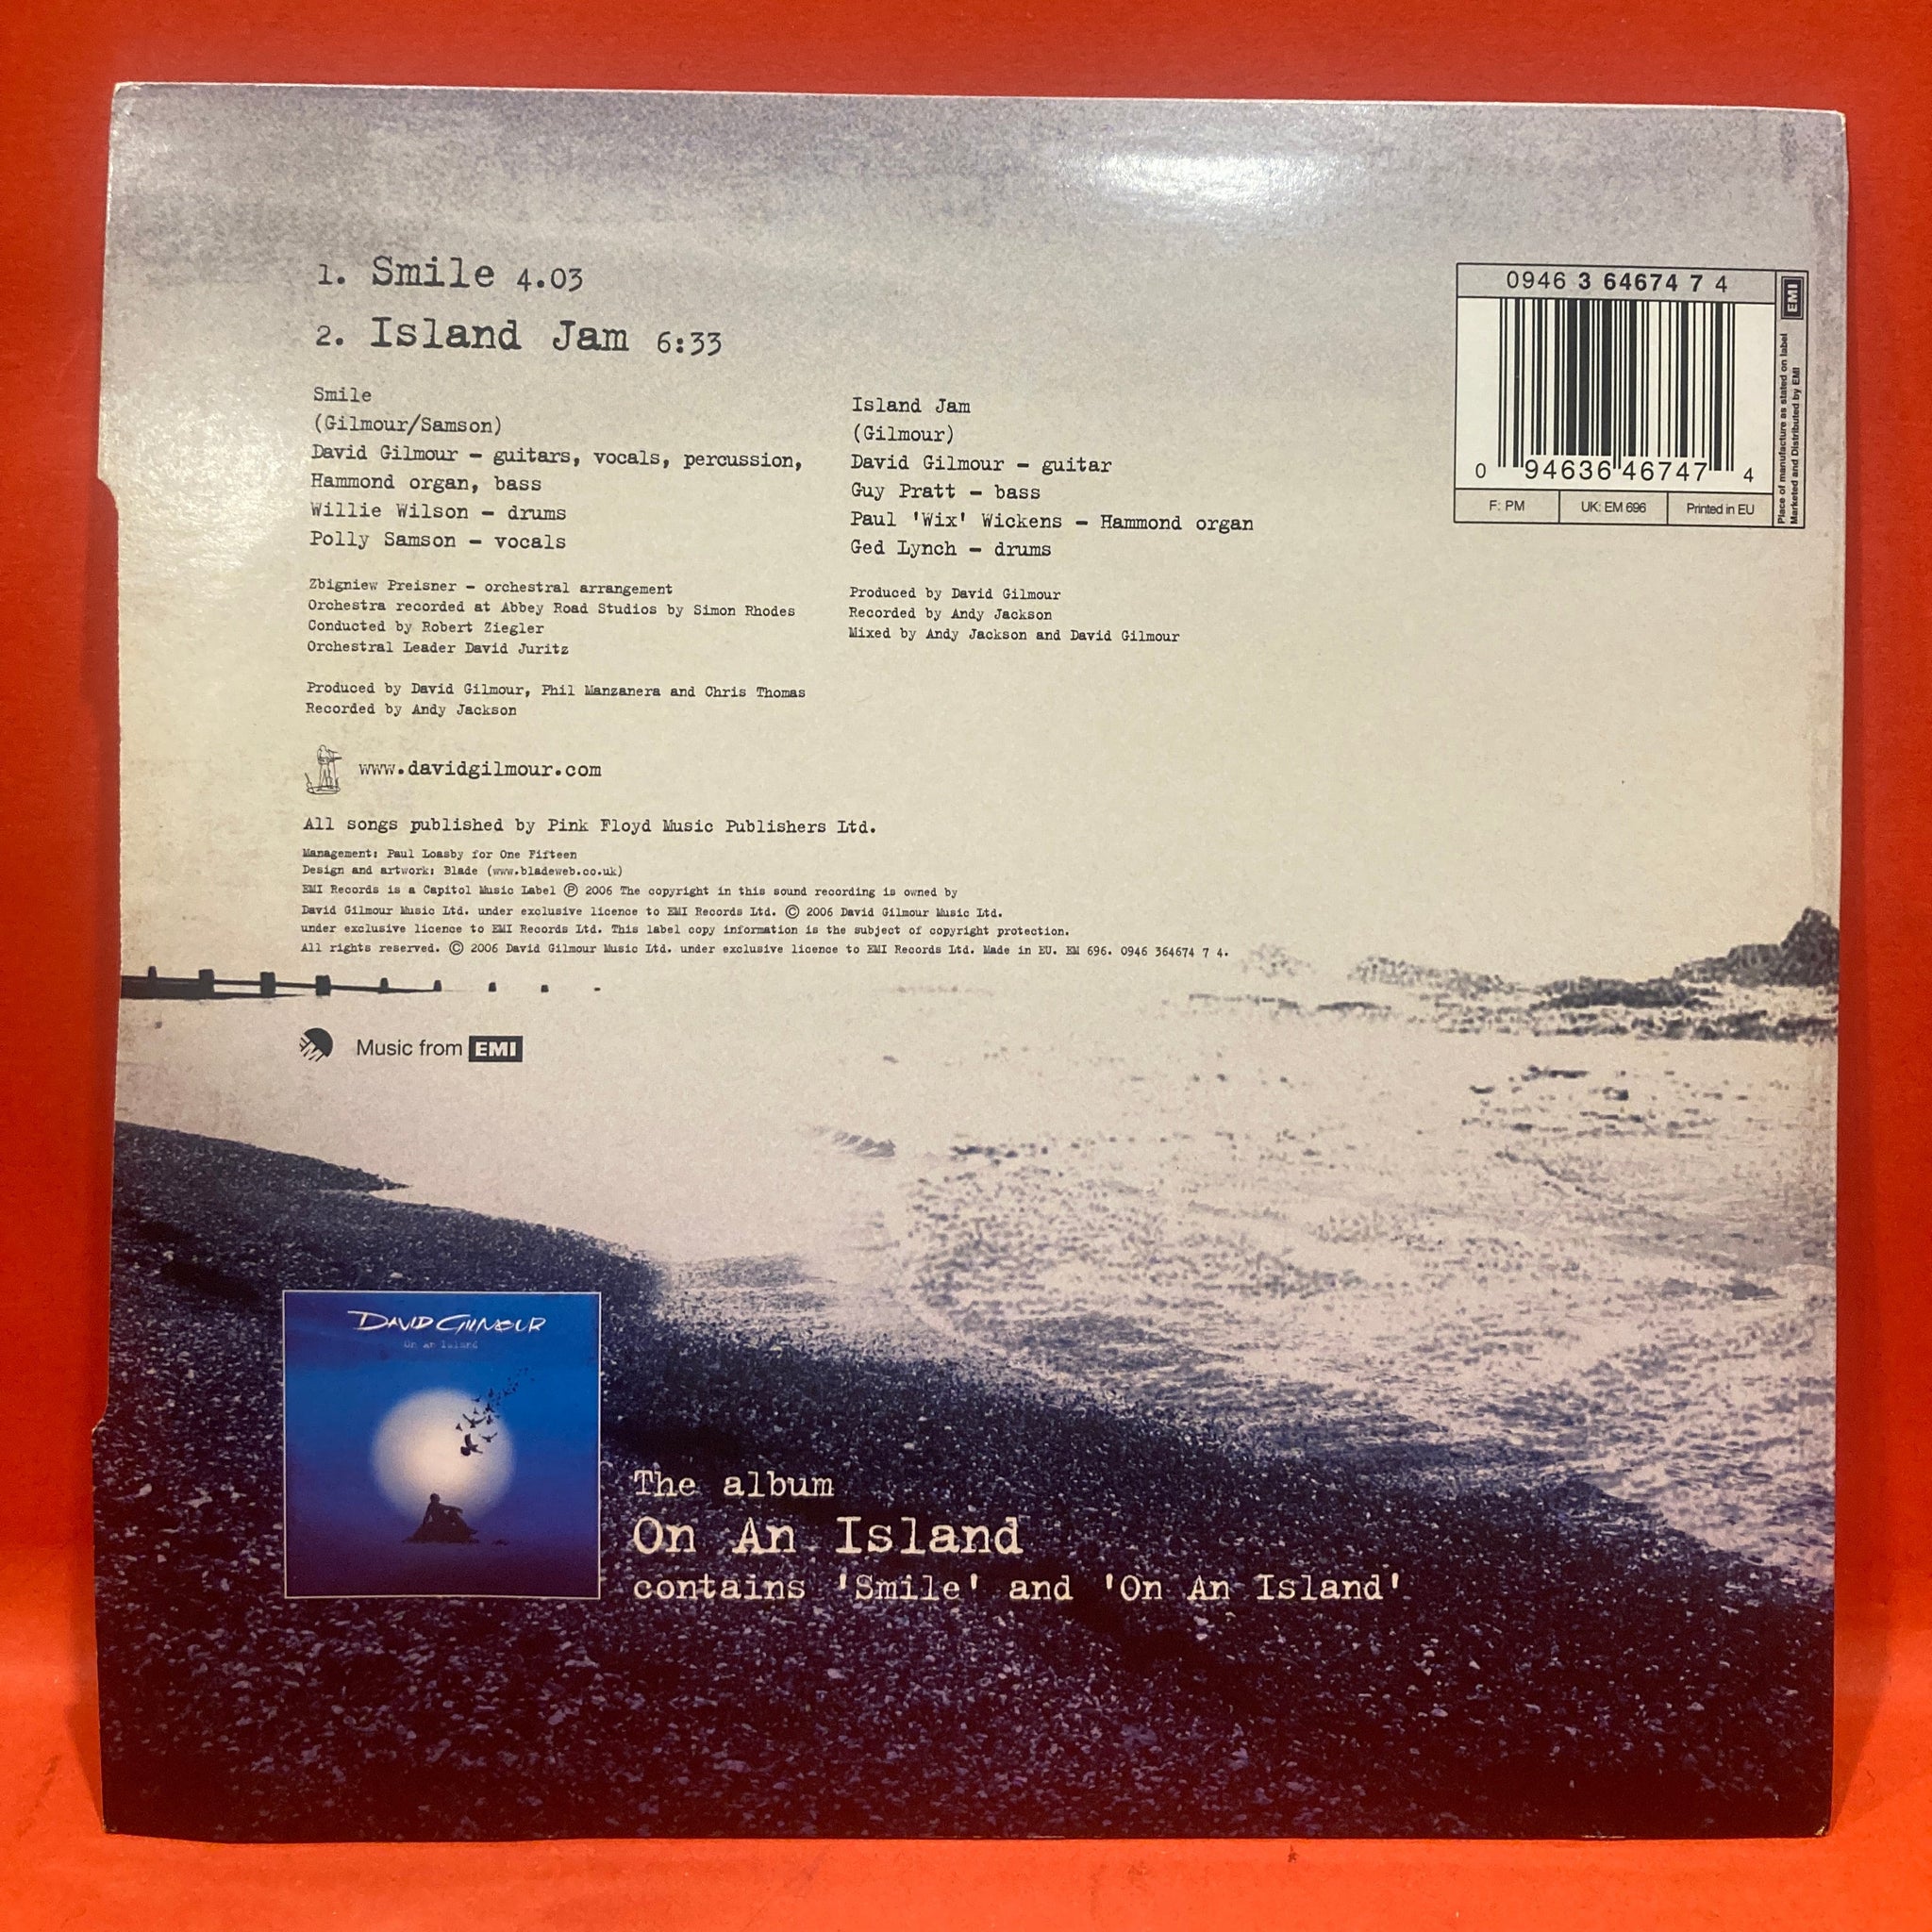 1. Smile 4.03
2. Island Jam 6:33
Smile
(Gilmour/Samson)
David Gilmour – guitars, vocals, percussion,
Hammond organ, bass
Willie Wilson – drums
Polly Samson – vocals
Zbigniew Preisner – orchestral arrangement
Orchestra recorded at Abbey Road Studios by Simon Rhodes
Conducted by Robert Ziegler
Orchestral Leader David Juritz
Produced by David Gilmour, Phil Manzanera and Chris Thomas
Recorded by Andy Jackson
Island Jam
(Gilmour)
David Gilmour – guitar
Guy Pratt – bass
Paul 'Wix' Wickens – Hammond organ
Ged Lynch – drums
Produced by David Gilmour
Recorded by Andy Jackson
Mixed by Andy Jackson and David Gilmour
0946 3 64674 7 4
0 94636 46747 4
F: PM
UK: EM 696
Printed in EU
EMI
Place of manufacture as stated on label
Marketed and Distributed by EMI
www.davidgilmour.com
All songs published by Pink Floyd Music Publishers Ltd.
Management: Paul Loasby for One Fifteen
Design and artwork: Blade (www.bladeweb.co.uk)
EMI Records is a Capitol Music Label ℗ 2006 The copyright in this sound recording is owned by
David Gilmour Music Ltd. under exclusive licence to EMI Records Ltd. © 2006 David Gilmour Music Ltd.
under exclusive licence to EMI Records Ltd. This label copy information is the subject of copyright protection.
All rights reserved. © 2006 David Gilmour Music Ltd. under exclusive licence to EMI Records Ltd. Made in EU. EM 696. 0946 364674 7 4.
Music from EMI
DAVID GILMOUR
On An Island
The album
On An Island
contains 'Smile' and 'On An Island'